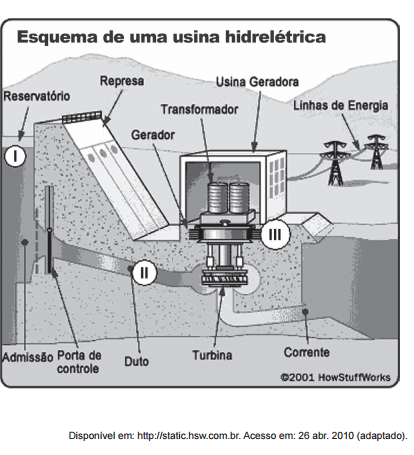 Esquema de uma usina hidrelétrica
Represa
Usina Geradora
Reservatório
Transformador
Linhas de Energia
Gerador
I
III
II
Admissão
Porta de
controle
Duto
Turbina
Corrente
©2001 HowStuffWorks
Disponível em: http://static.hsw.com.br. Acesso em: 26 abr. 2010 (adaptado).